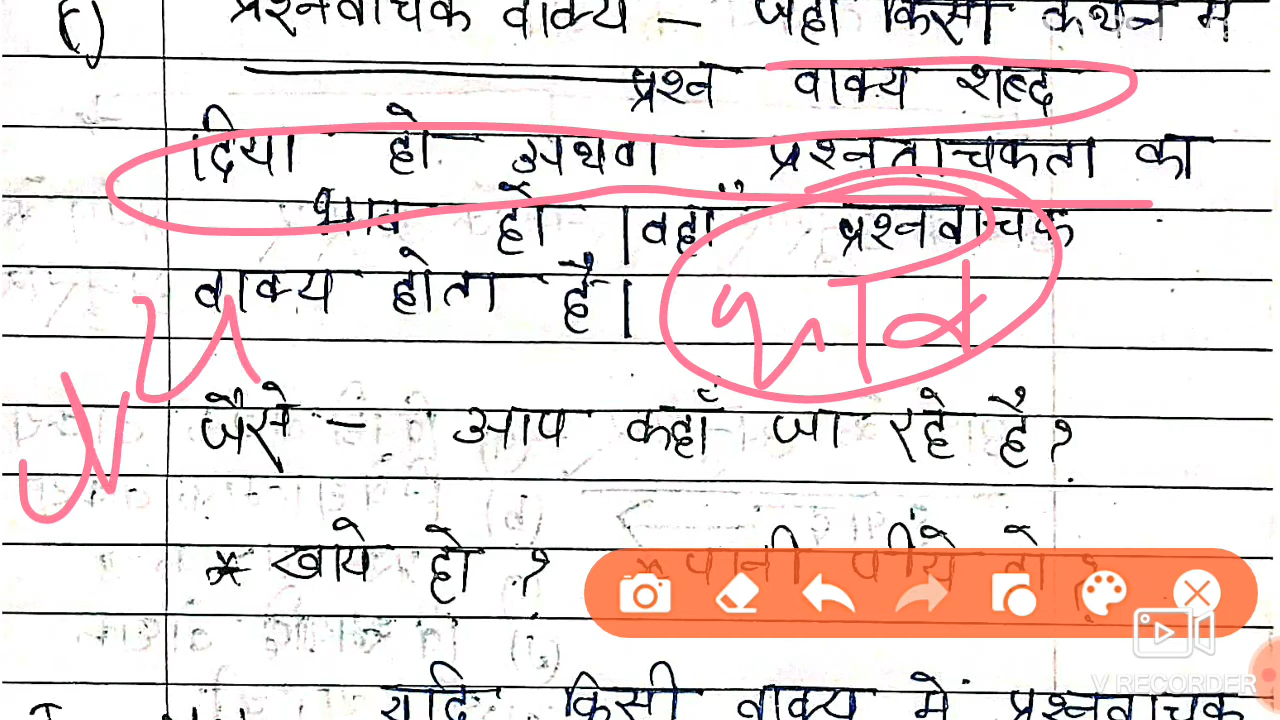 (F) प्रश्नवाचक वाक्य - जहाँ किसी कथन में
प्रश्न वाक्य शब्द
दिया हो अथवा प्रश्नवाचकता का
भाव हो । वहाँ प्रश्नवाचक
वाक्य होता है।
भाव
जैसे - आप कहाँ जा रहे है?
* खाये हो ? * पानी पीये हो ?
यदि किसी वाक्य में प्रश्नवाचक
V RECORDER